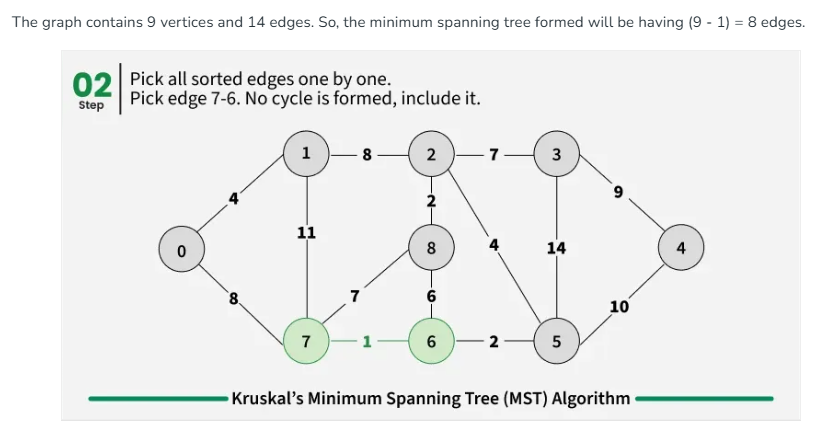 The graph contains 9 vertices and 14 edges. So, the minimum spanning tree formed will be having (9 - 1) = 8 edges.
02
Step
Pick all sorted edges one by one.
Pick edge 7-6. No cycle is formed, include it.
1 8 2 7 3
4 2 9
11
0 8 4 14 4
8 7 6 10
7 1 6 2 5
Kruskal's Minimum Spanning Tree (MST) Algorithm